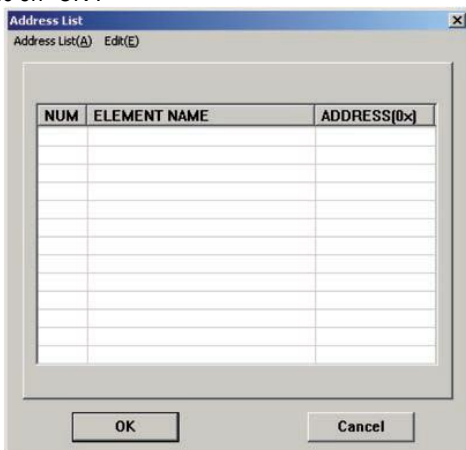 Address List
Address List(A) Edit(E)
NUM ELEMENT NAME ADDRESS(0x)
OK Cancel